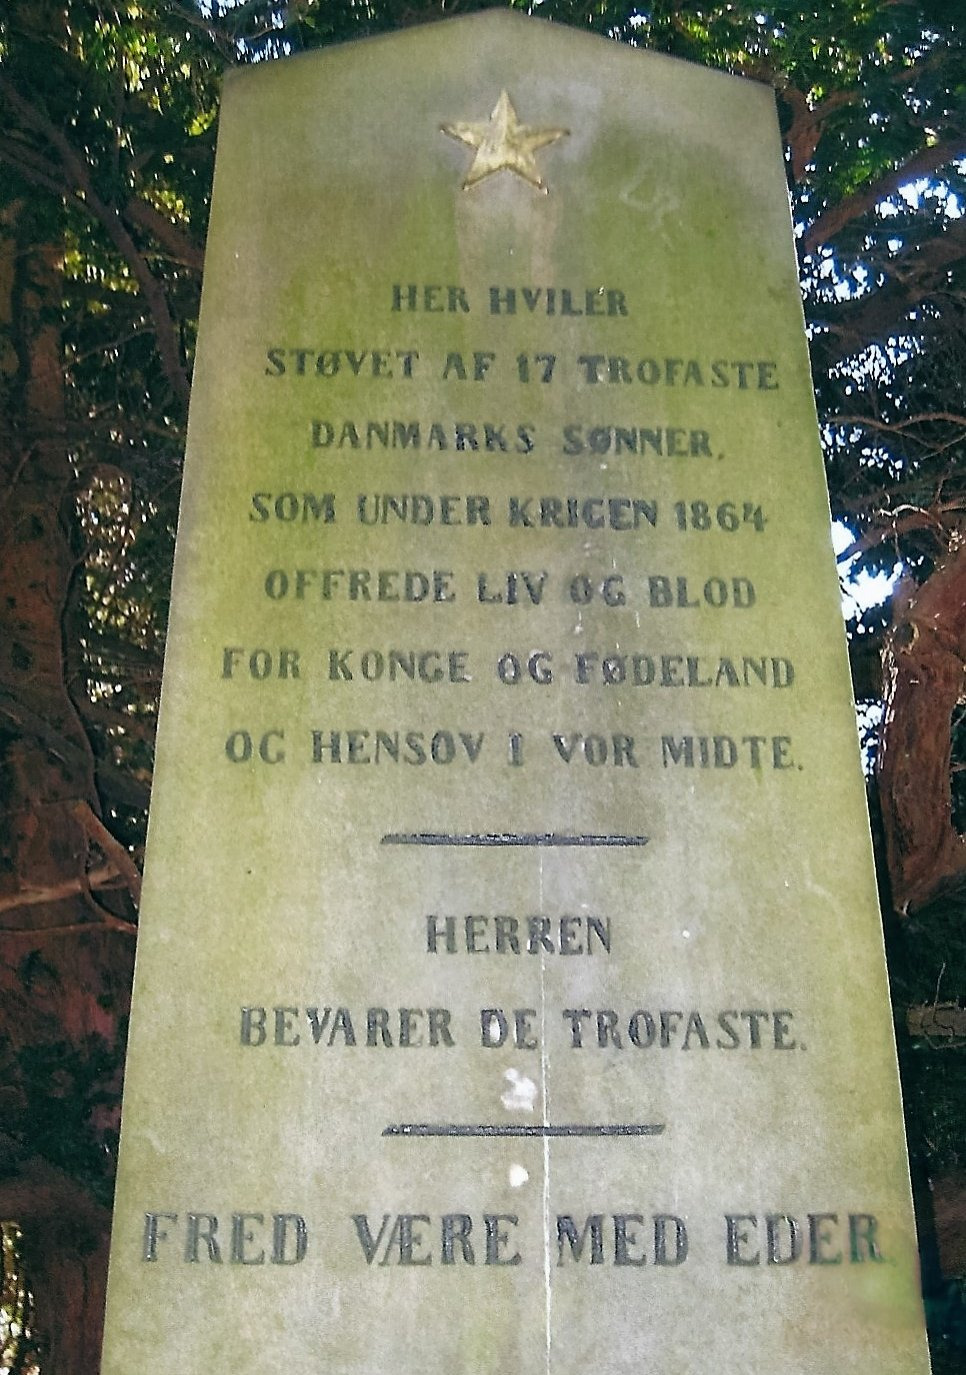 HER HVILER
STØVET AF 17 TROFASTE
DANMARKS SØNNER.
SOM UNDER KRIGEN 1864
OFFREDE LIV OG BLOD
FOR KONGE OG FØDELAND
OG HENSOV I VOR MIDTE.
HERREN
BEVARER DE TROFASTE.
FRED VÆRE MED EDER.